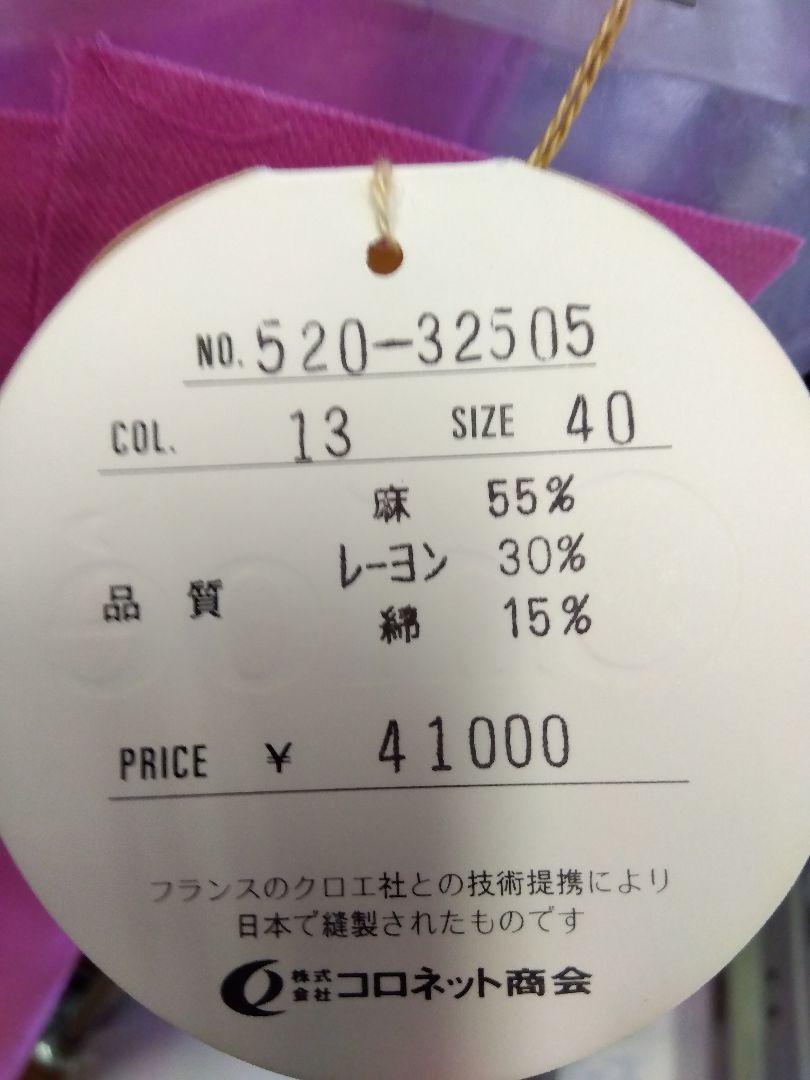 NO. 520-32505
COL. 13 SIZE 40
麻 55%
品質 レーヨン 30%
綿 15%
PRICE ¥ 41000
フランスのクロエ社との技術提携により
日本で縫製されたものです
株式会社コロネット商会